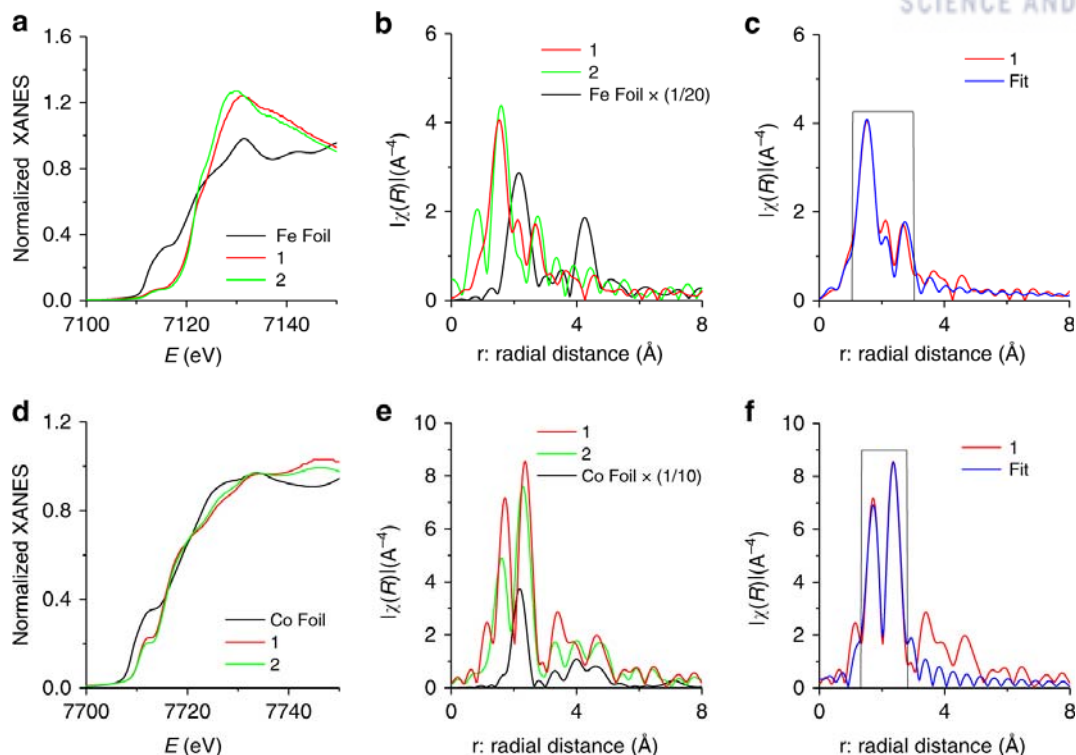 SCIENCE AND
a
1.6
1.2
0.8
0.4
0.0
Normalized XANES
Fe Foil
1
2
7100
7120
7140
E (eV)
b
6
4
2
0
I χ(R)|(A⁻⁴)
1
2
Fe Foil × (1/20)
0
4
8
r: radial distance (Å)
c
6
4
2
0
|χ(R)|(A⁻⁴)
1
Fit
0
4
8
r: radial distance (Å)
d
1.2
0.8
0.4
0.0
Normalized XANES
Co Foil
1
2
7700
7720
7740
E (eV)
e
10
8
6
4
2
0
|χ(R)|(A⁻⁴)
1
2
Co Foil × (1/10)
0
4
8
r: radial distance (Å)
f
10
8
6
4
2
0
|χ(R)|(A⁻⁴)
1
Fit
0
4
8
r: radial distance (Å)